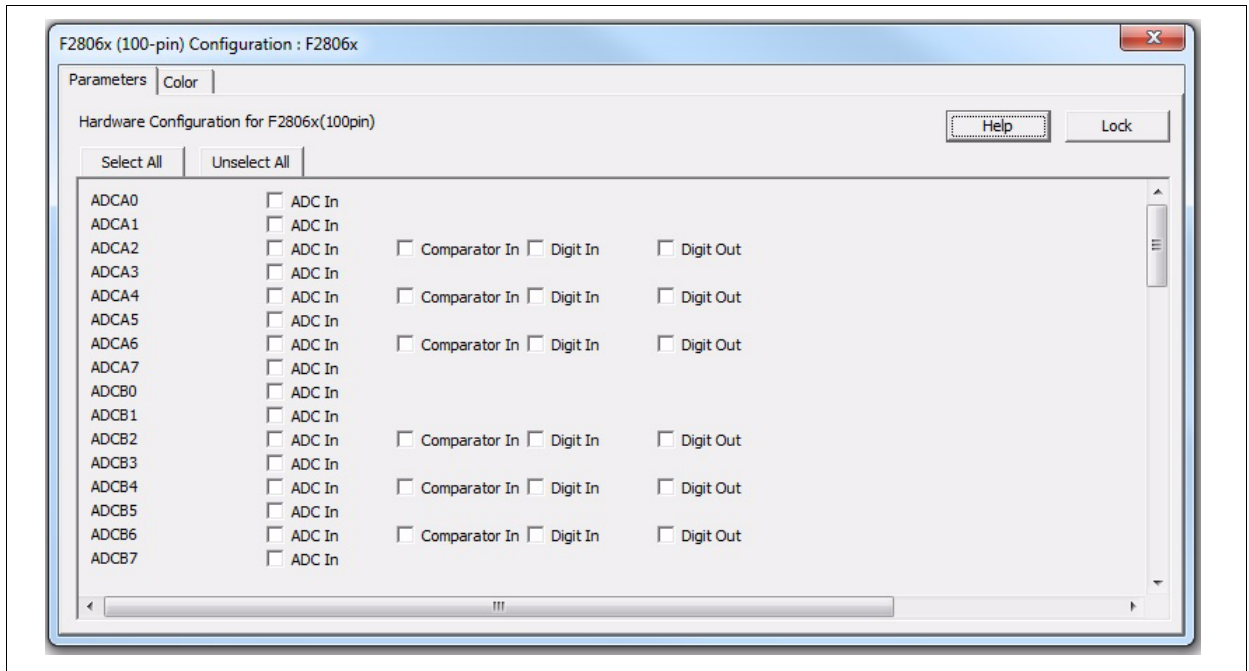 F2806x (100-pin) Configuration : F2806x
Parameters Color
Hardware Configuration for F2806x(100pin)
Help Lock
Select All Unselect All
ADCA0 ADC In
ADCA1 ADC In
ADCA2 ADC In Comparator In Digit In Digit Out
ADCA3 ADC In
ADCA4 ADC In Comparator In Digit In Digit Out
ADCA5 ADC In
ADCA6 ADC In Comparator In Digit In Digit Out
ADCA7 ADC In
ADCB0 ADC In
ADCB1 ADC In
ADCB2 ADC In Comparator In Digit In Digit Out
ADCB3 ADC In
ADCB4 ADC In Comparator In Digit In Digit Out
ADCB5 ADC In
ADCB6 ADC In Comparator In Digit In Digit Out
ADCB7 ADC In